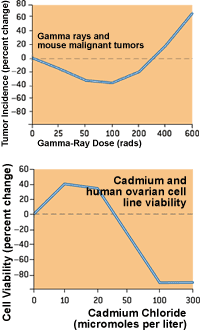 Tumor Incidence (percent change)
80
60
40
20
0
−20
−40
−60
−80
Gamma rays and
mouse malignant tumors
0 25 50 100 200 400 600
Gamma-Ray Dose (rads)
Cell Viability (percent change)
60
40
20
0
−20
−40
−60
−80
Cadmium and
human ovarian cell
line viability
0 10 20 50 100 300
Cadmium Chloride
(micromoles per liter)